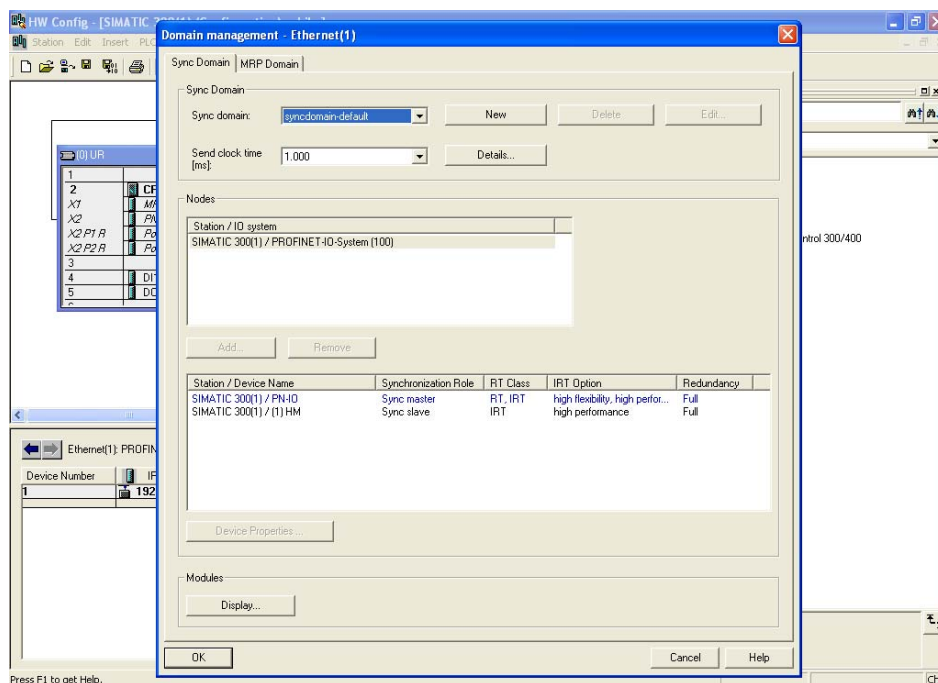 HW Config - [SIMATIC
Station Edit Insert PLC
Domain management - Ethernet(1)
Sync Domain MRP Domain
Sync Domain
Sync domain: syncdomain-default New Delete Edit...
Send clock time [ms]: 1.000 Details...
Nodes
Station / IO system
SIMATIC 300(1) / PROFINET-IO-System (100)
Add... Remove
Station / Device Name Synchronization Role RT Class IRT Option Redundancy
SIMATIC 300(1) / PN-IO Sync master RT, IRT high flexibility, high perfor... Full
SIMATIC 300(1) / (1) HM Sync slave IRT high performance Full
Device Properties ...
Modules
Display...
OK Cancel Help
(0) UR
1
2 CP
X1 MP
X2 PN
X2 P1 R Po
X2 P2 R Po
3
4 DI
5 DO
ntrol 300/400
Ethernet(1): PROFIN
Device Number IP
1 192
Press F1 to get Help.
CH